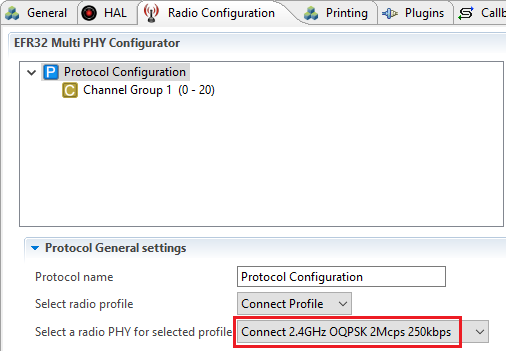 General HAL Radio Configuration Printing Plugins Callb
EFR32 Multi PHY Configurator
P Protocol Configuration
C Channel Group 1 (0 - 20)
Protocol General settings
Protocol name Protocol Configuration
Select radio profile Connect Profile
Select a radio PHY for selected profile Connect 2.4GHz OQPSK 2Mcps 250kbps